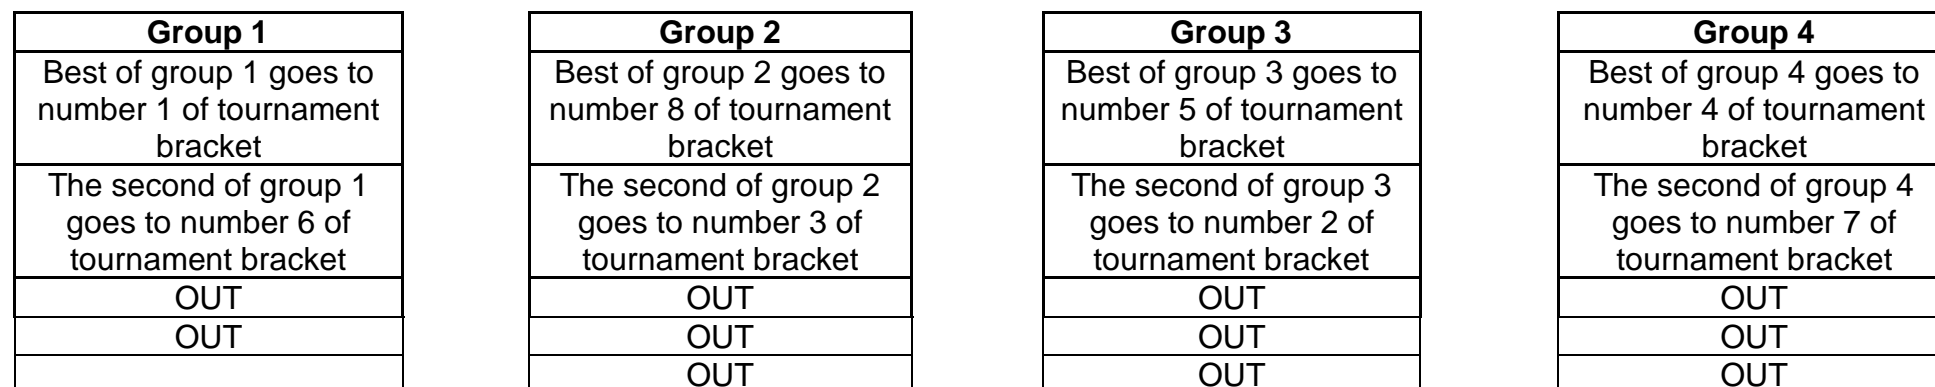 Group 1
Best of group 1 goes to
number 1 of tournament
bracket
The second of group 1
goes to number 6 of
tournament bracket
OUT
OUT
Group 2
Best of group 2 goes to
number 8 of tournament
bracket
The second of group 2
goes to number 3 of
tournament bracket
OUT
OUT
OUT
Group 3
Best of group 3 goes to
number 5 of tournament
bracket
The second of group 3
goes to number 2 of
tournament bracket
OUT
OUT
OUT
Group 4
Best of group 4 goes to
number 4 of tournament
bracket
The second of group 4
goes to number 7 of
tournament bracket
OUT
OUT
OUT